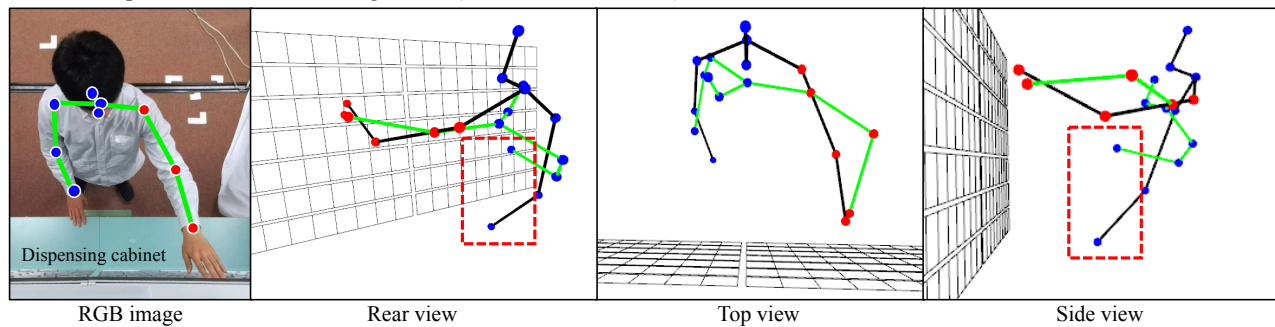 Dispensing cabinet
RGB image
Rear view
Top view
Side view